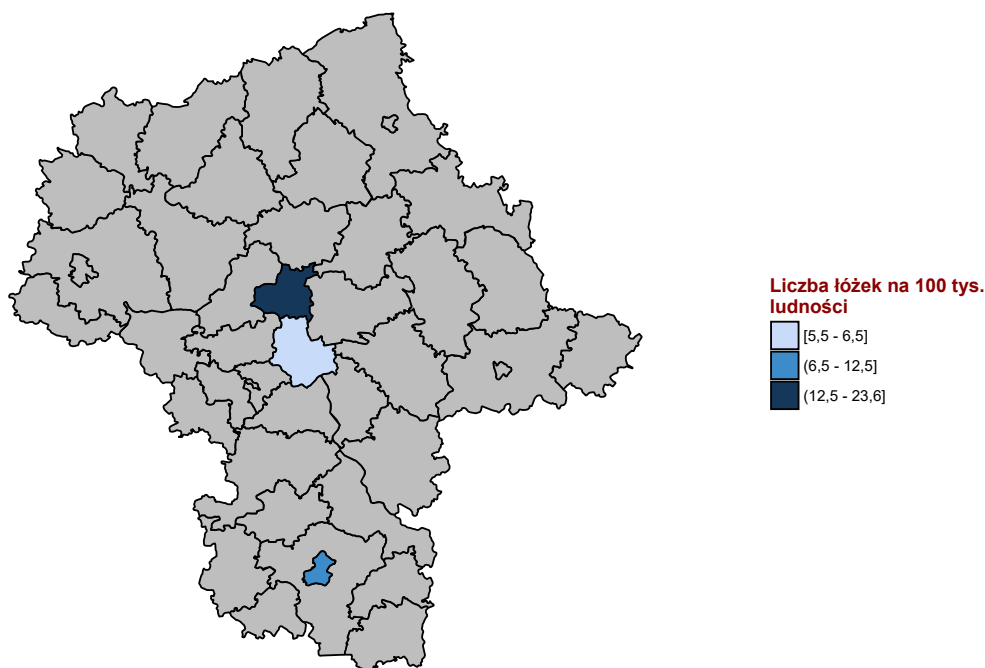 Liczba łóżek na 100 tys.
ludności
[5,5 - 6,5]
(6,5 - 12,5]
(12,5 - 23,6]